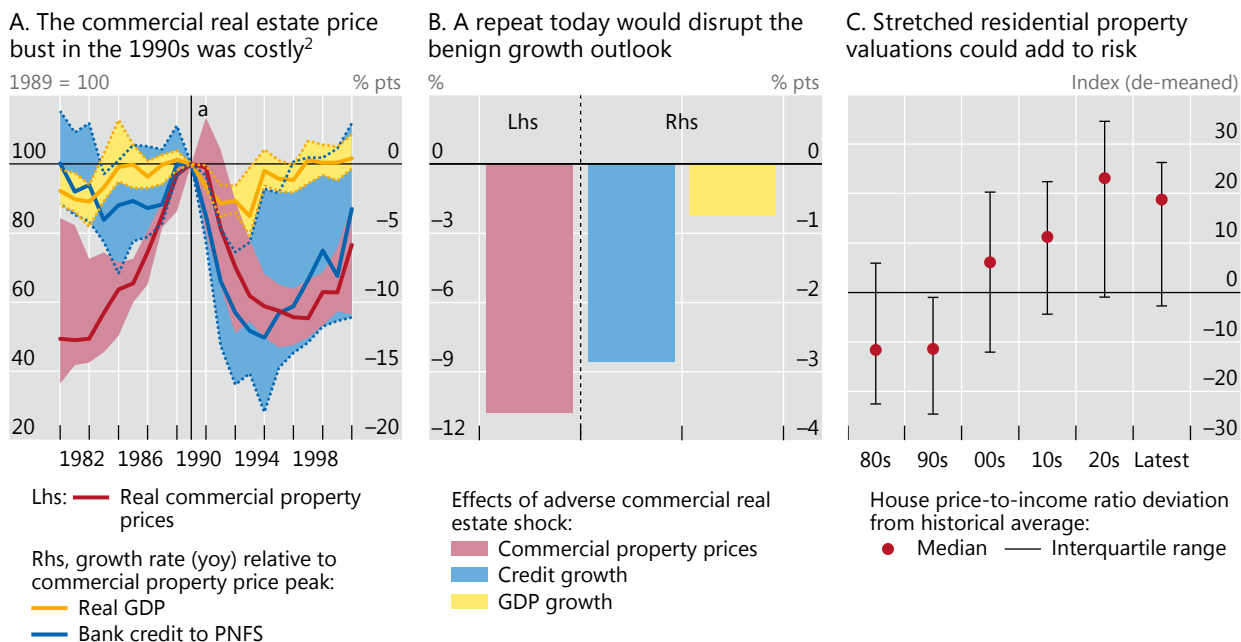 A. The commercial real estate price
bust in the 1990s was costly²
1989 = 100 % pts
a
100 0
80 –5
60 –10
40 –15
20 –20
1982 1986 1990 1994 1998
Lhs: Real commercial property
prices
Rhs, growth rate (yoy) relative to
commercial property price peak:
Real GDP
Bank credit to PNFS
B. A repeat today would disrupt the
benign growth outlook
% % pts
Lhs Rhs
0 0
–3 –1
–6 –2
–9 –3
–12 –4
Effects of adverse commercial real
estate shock:
Commercial property prices
Credit growth
GDP growth
C. Stretched residential property
valuations could add to risk
Index (de-meaned)
30
20
10
0
–10
–20
–30
80s 90s 00s 10s 20s Latest
House price-to-income ratio deviation
from historical average:
Median Interquartile range